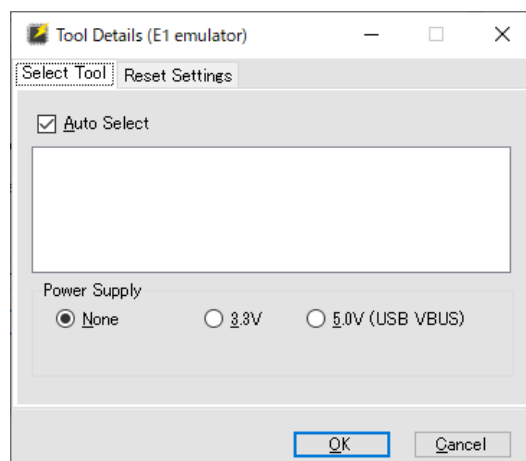 Tool Details (E1 emulator)
Select Tool Reset Settings
Auto Select
Power Supply
None 3.3V 5.0V (USB VBUS)
OK Cancel